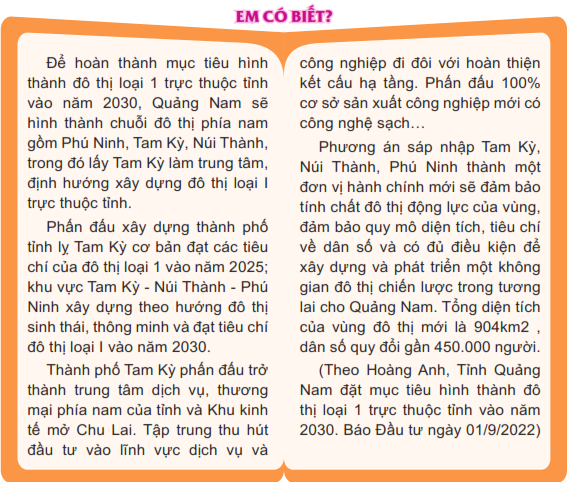 EM CÓ BIẾT?
Để hoàn thành mục tiêu hình
thành đô thị loại 1 trực thuộc tỉnh
vào năm 2030, Quảng Nam sẽ
hình thành chuỗi đô thị phía nam
gồm Phú Ninh, Tam Kỳ, Núi Thành,
trong đó lấy Tam Kỳ làm trung tâm,
định hướng xây dựng đô thị loại I
trực thuộc tỉnh.
Phấn đấu xây dựng thành phố
tỉnh lỵ Tam Kỳ cơ bản đạt các tiêu
chí của đô thị loại 1 vào năm 2025;
khu vực Tam Kỳ - Núi Thành - Phú
Ninh xây dựng theo hướng đô thị
sinh thái, thông minh và đạt tiêu chí
đô thị loại I vào năm 2030.
Thành phố Tam Kỳ phấn đấu trở
thành trung tâm dịch vụ, thương
mại phía nam của tỉnh và Khu kinh
tế mở Chu Lai. Tập trung thu hút
đầu tư vào lĩnh vực dịch vụ và
công nghiệp đi đôi với hoàn thiện
kết cấu hạ tầng. Phấn đấu 100%
cơ sở sản xuất công nghiệp mới có
công nghệ sạch…
Phương án sáp nhập Tam Kỳ,
Núi Thành, Phú Ninh thành một
đơn vị hành chính mới sẽ đảm bảo
tính chất đô thị động lực của vùng,
đảm bảo quy mô diện tích, tiêu chí
về dân số và có đủ điều kiện để
xây dựng và phát triển một không
gian đô thị chiến lược trong tương
lai cho Quảng Nam. Tổng diện tích
của vùng đô thị mới là 904km2 ,
dân số quy đổi gần 450.000 người.
(Theo Hoàng Anh, Tỉnh Quảng
Nam đặt mục tiêu hình thành đô
thị loại 1 trực thuộc tỉnh vào năm
2030. Báo Đầu tư ngày 01/9/2022)